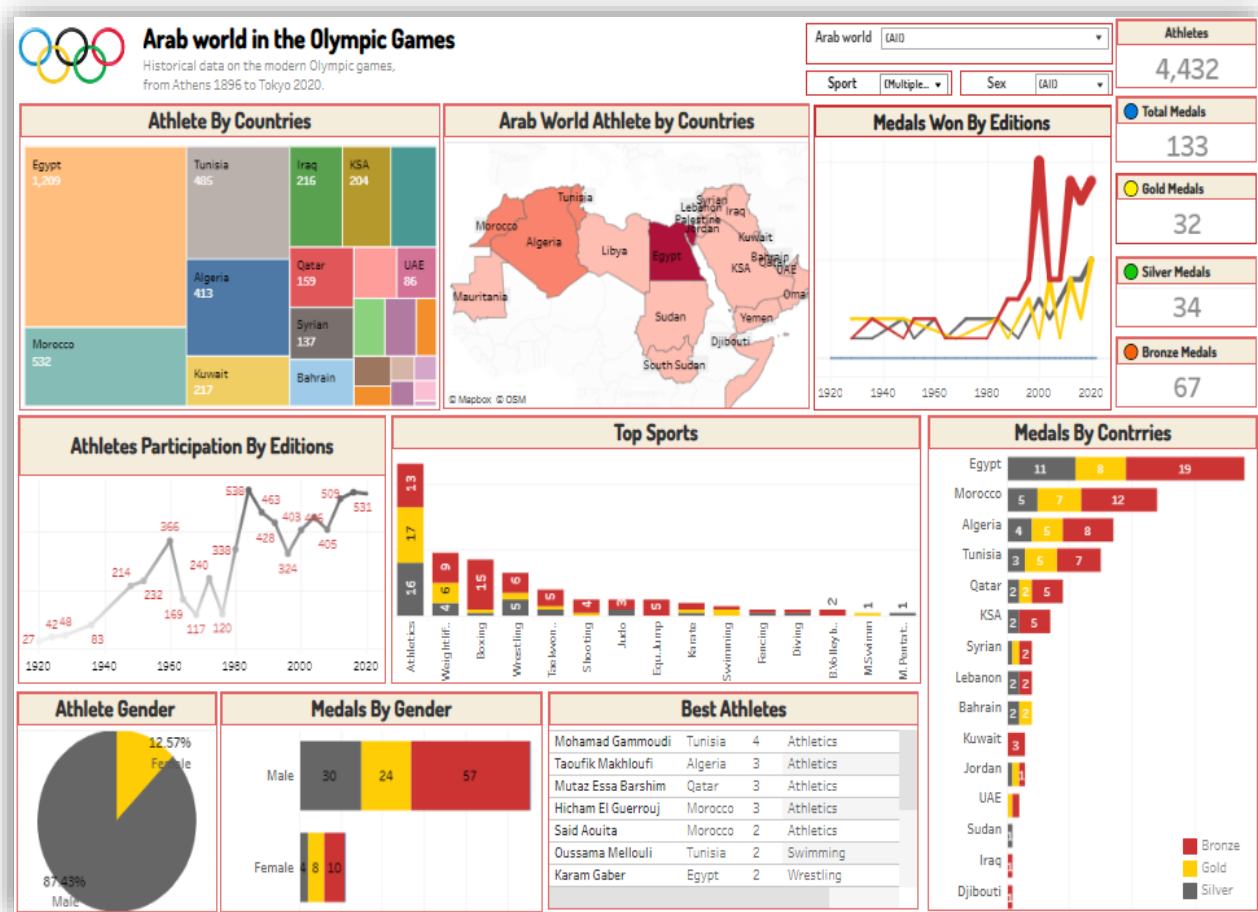 Arab world in the Olympic Games
Historical data on the modern Olympic games,
from Athens 1896 to Tokyo 2020.
Arab world (All)
Sport (Multiple...
Sex (All)
Athletes
4,432
Total Medals
133
Gold Medals
32
Silver Medals
34
Bronze Medals
67
Athlete By Countries
Egypt
1,209
Morocco
532
Tunisia
485
Algeria
413
Kuwait
217
Iraq
216
KSA
204
Qatar
159
UAE
86
Syrian
137
Bahrain
Arab World Athlete by Countries
Tunisia
Morocco
Algeria
Libya
Egypt
Mauritania
Sudan
South Sudan
Djibouti
Yemen
Syrian
Lebanon
Iraq
Palestine
Jordan
Kuwait
Bahrain
Qatar
KSA
UAE
Oman
© Mapbox © OSM
Medals Won By Editions
1920 1940 1960 1980 2000 2020
Athletes Participation By Editions
27
42
48
83
214
232
366
169
117
240
120
338
538
463
428
324
403
405
509
531
1920 1940 1960 1980 2000 2020
Top Sports
13
17
16
9
6
4
15
6
5
5
4
3
5
2
1
1
Athletics
Weightlif..
Boxing
Wrestling
Taekwon..
Shooting
Judo
Equ.Jump
Karate
Swimming
Fencing
Diving
B.Volleyb..
M.Swimm
M.Pentat..
Medals By Contrries
Egypt 11 8 19
Morocco 5 7 12
Algeria 4 5 8
Tunisia 3 5 7
Qatar 2 2 5
KSA 2 5
Syrian 2
Lebanon 2 2
Bahrain 2 2
Kuwait 3
Jordan 1
UAE
Sudan 1
Iraq 1
Djibouti 1
Bronze
Gold
Silver
Athlete Gender
12.57%
Female
87.43%
Male
Medals By Gender
Male 30 24 57
Female 4 8 10
Best Athletes
Mohamad Gammoudi Tunisia 4 Athletics
Taoufik Makhloufi Algeria 3 Athletics
Mutaz Essa Barshim Qatar 3 Athletics
Hicham El Guerrouj Morocco 3 Athletics
Said Aouita Morocco 2 Athletics
Oussama Mellouli Tunisia 2 Swimming
Karam Gaber Egypt 2 Wrestling